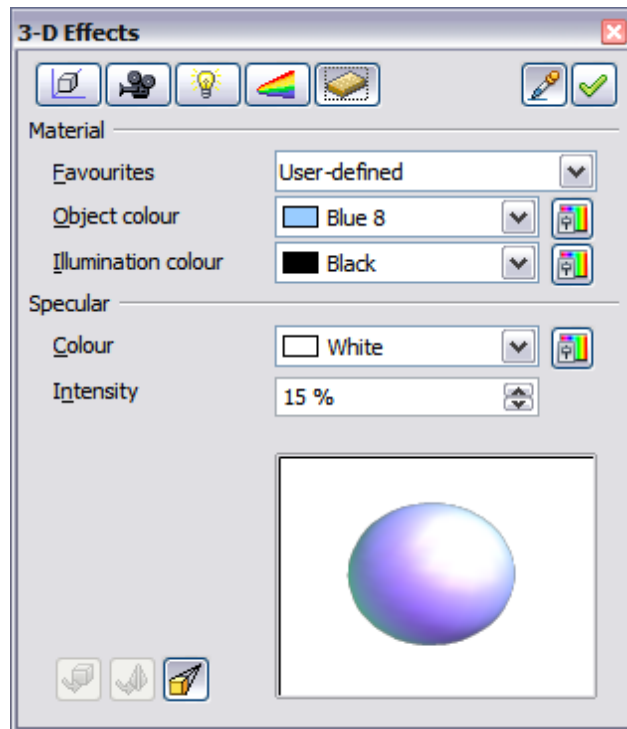 3-D Effects
Material
Favourites User-defined
Object colour Blue 8
Illumination colour Black
Specular
Colour White
Intensity 15 %